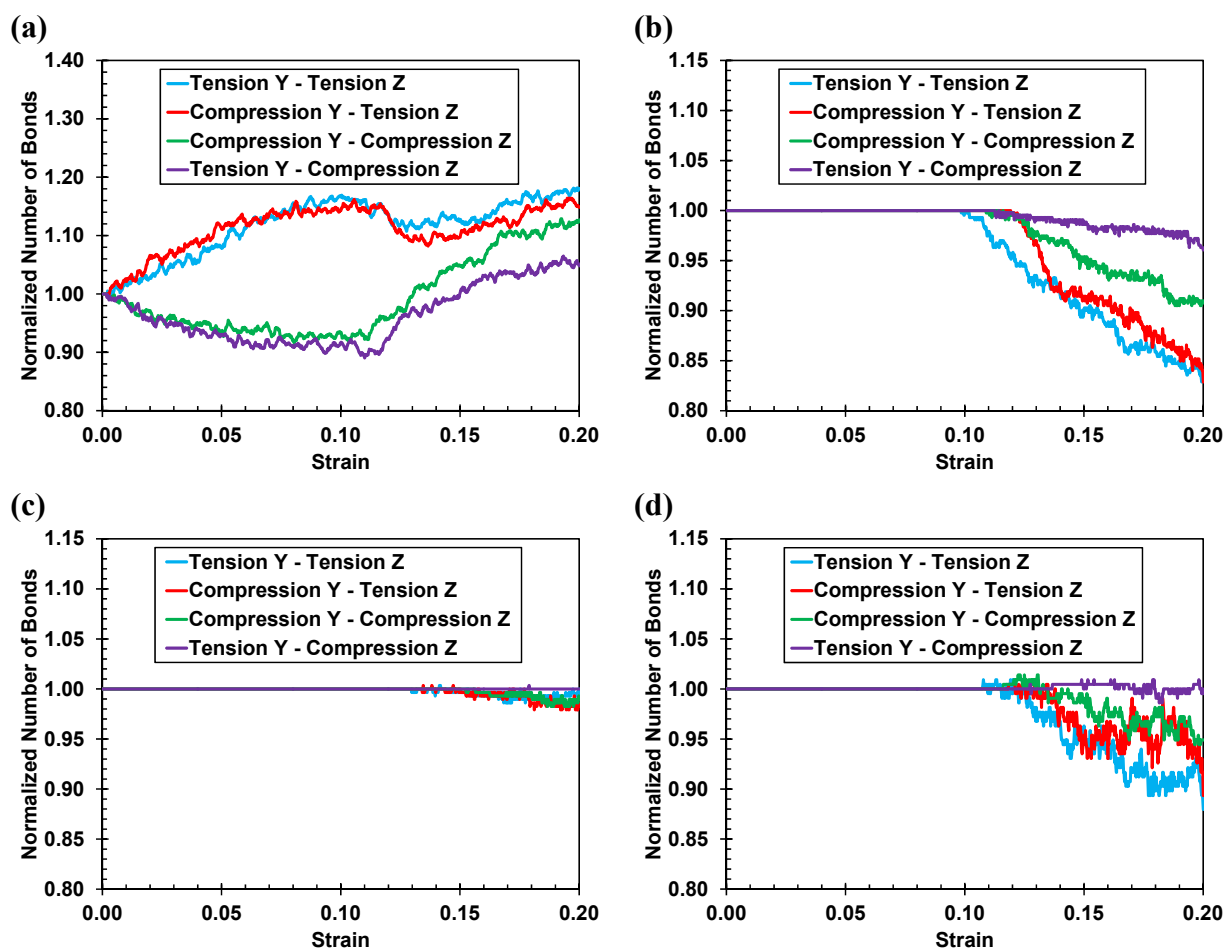 (a)
Normalized Number of Bonds
1.40
1.30
1.20
1.10
1.00
0.90
0.80
Tension Y - Tension Z
Compression Y - Tension Z
Compression Y - Compression Z
Tension Y - Compression Z
0.00 0.05 0.10 0.15 0.20
Strain
(b)
Normalized Number of Bonds
1.15
1.10
1.05
1.00
0.95
0.90
0.85
0.80
Tension Y - Tension Z
Compression Y - Tension Z
Compression Y - Compression Z
Tension Y - Compression Z
0.00 0.05 0.10 0.15 0.20
Strain
(c)
Normalized Number of Bonds
1.15
1.10
1.05
1.00
0.95
0.90
0.85
0.80
Tension Y - Tension Z
Compression Y - Tension Z
Compression Y - Compression Z
Tension Y - Compression Z
0.00 0.05 0.10 0.15 0.20
Strain
(d)
Normalized Number of Bonds
1.15
1.10
1.05
1.00
0.95
0.90
0.85
0.80
Tension Y - Tension Z
Compression Y - Tension Z
Compression Y - Compression Z
Tension Y - Compression Z
0.00 0.05 0.10 0.15 0.20
Strain